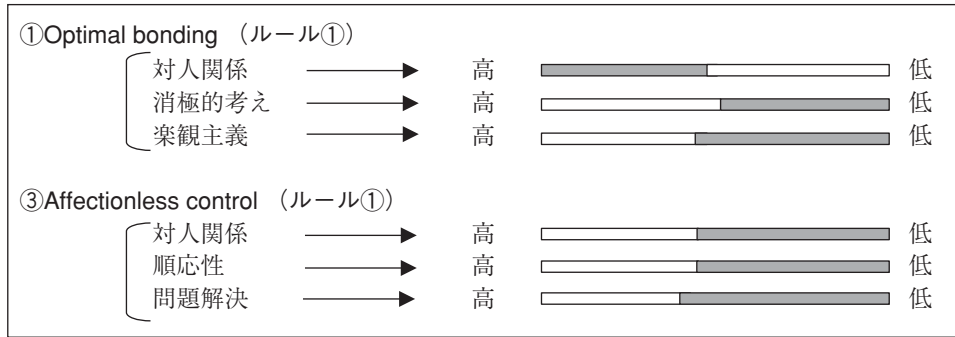 ①Optimal bonding （ルール①）
対人関係 高 低
消極的考え 高 低
楽観主義 高 低
③Affectionless control （ルール①）
対人関係 高 低
順応性 高 低
問題解決 高 低